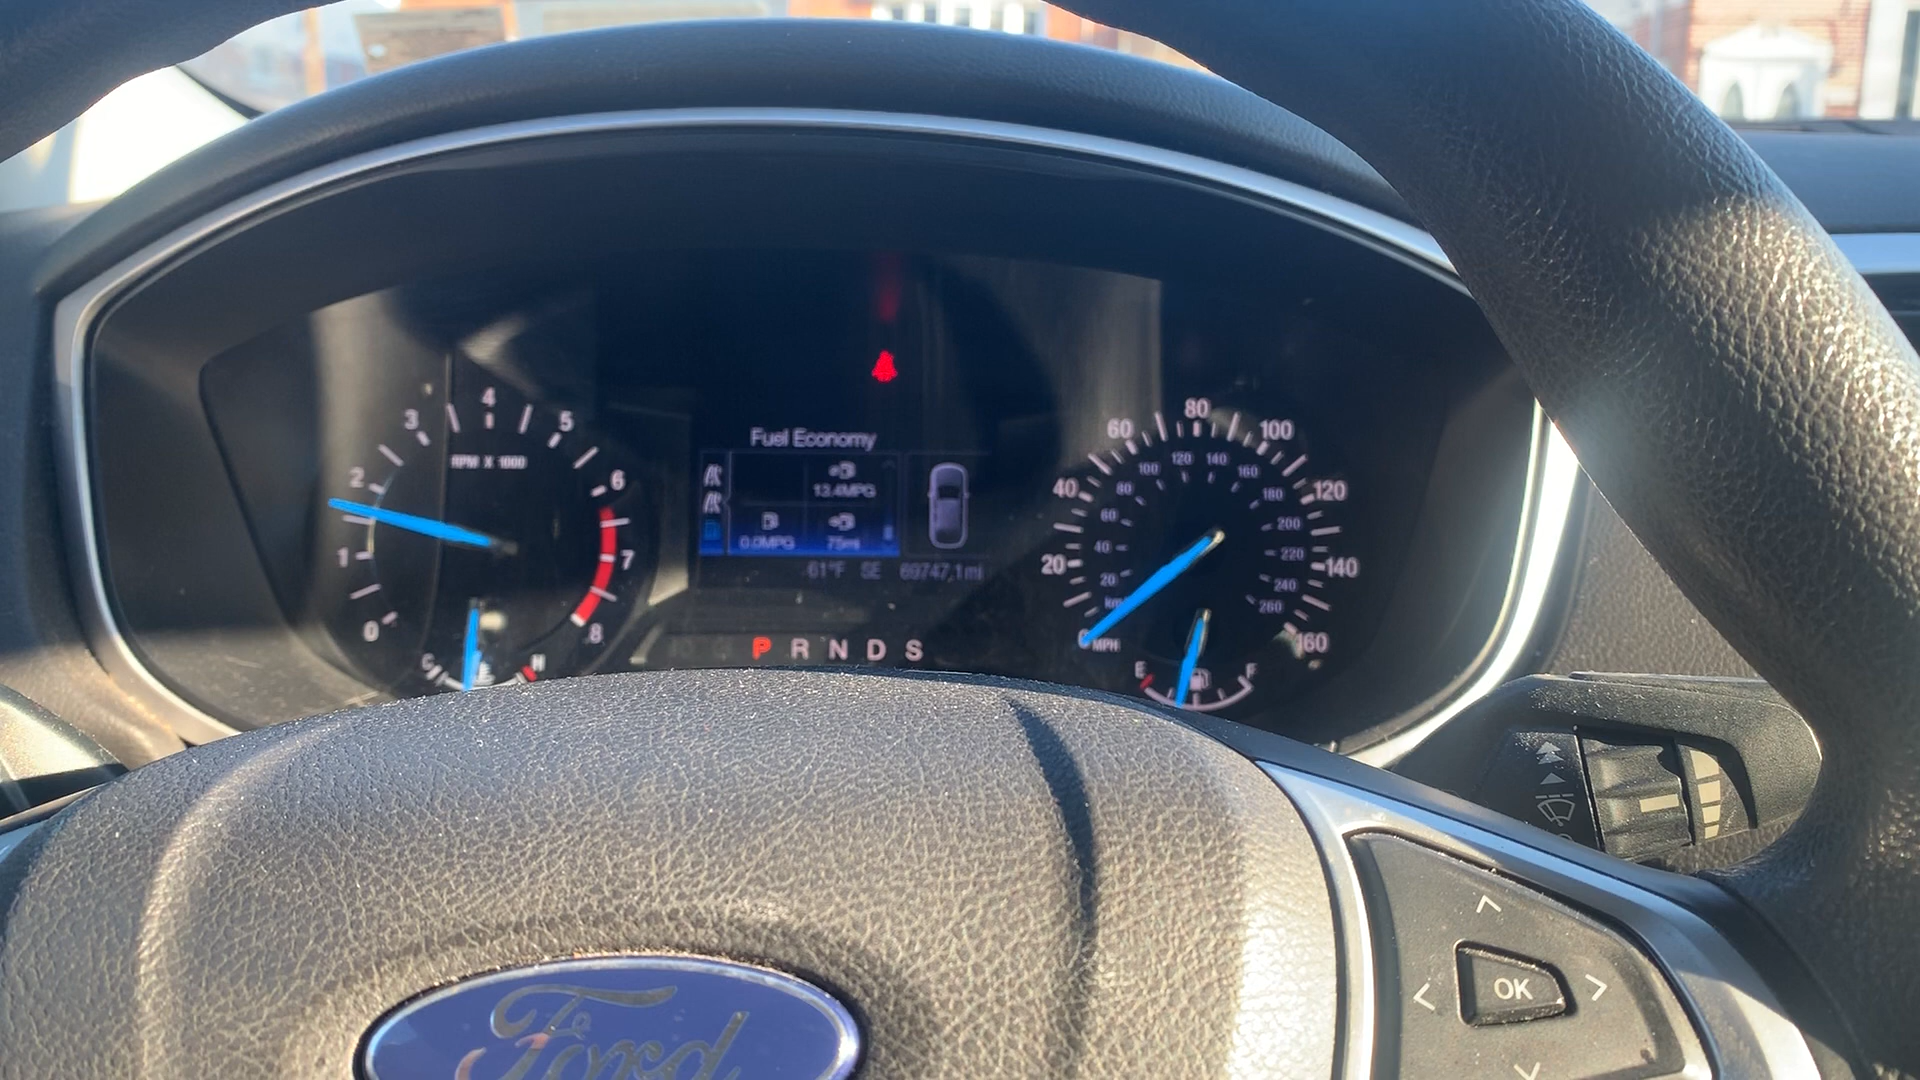 0 1 2 3 4 5 6 7 8
RPM X 1000
C H
Fuel Economy
13.4MPG
0.0MPG 75mi
61°F SE 69747.1mi
P R N D S
20 40 60 80 100 120 140 160
20 40 60 80 100 120 140 160 180 200 220 240 260
MPH
E F
OK
Ford